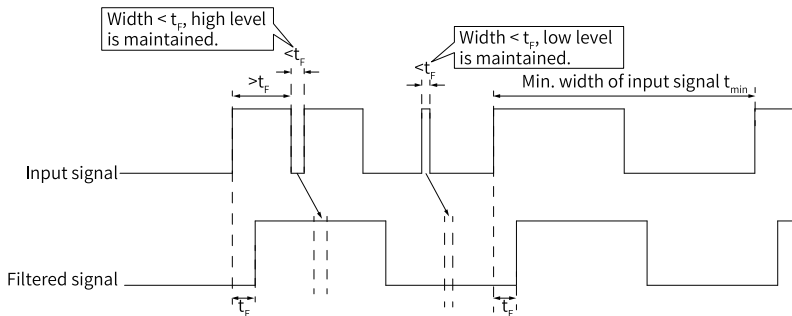 Width < tF, high level
is maintained.
<tF
Width < tF, low level
is maintained.
<tF
>tF
Min. width of input signal tmin
Input signal
Filtered signal
tF
tF